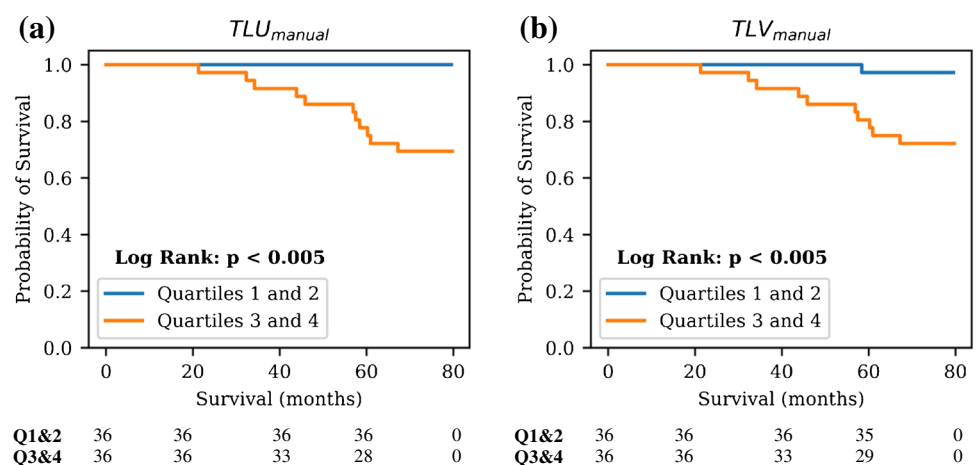 (a) TLU_manual
1.0
0.8
0.6
0.4
0.2
0.0
Probability of Survival
Log Rank: p < 0.005
Quartiles 1 and 2
Quartiles 3 and 4
0 20 40 60 80
Survival (months)
Q1&2 36 36 36 36 0
Q3&4 36 36 33 28 0
(b) TLV_manual
1.0
0.8
0.6
0.4
0.2
0.0
Probability of Survival
Log Rank: p < 0.005
Quartiles 1 and 2
Quartiles 3 and 4
0 20 40 60 80
Survival (months)
Q1&2 36 36 36 35 0
Q3&4 36 36 33 29 0